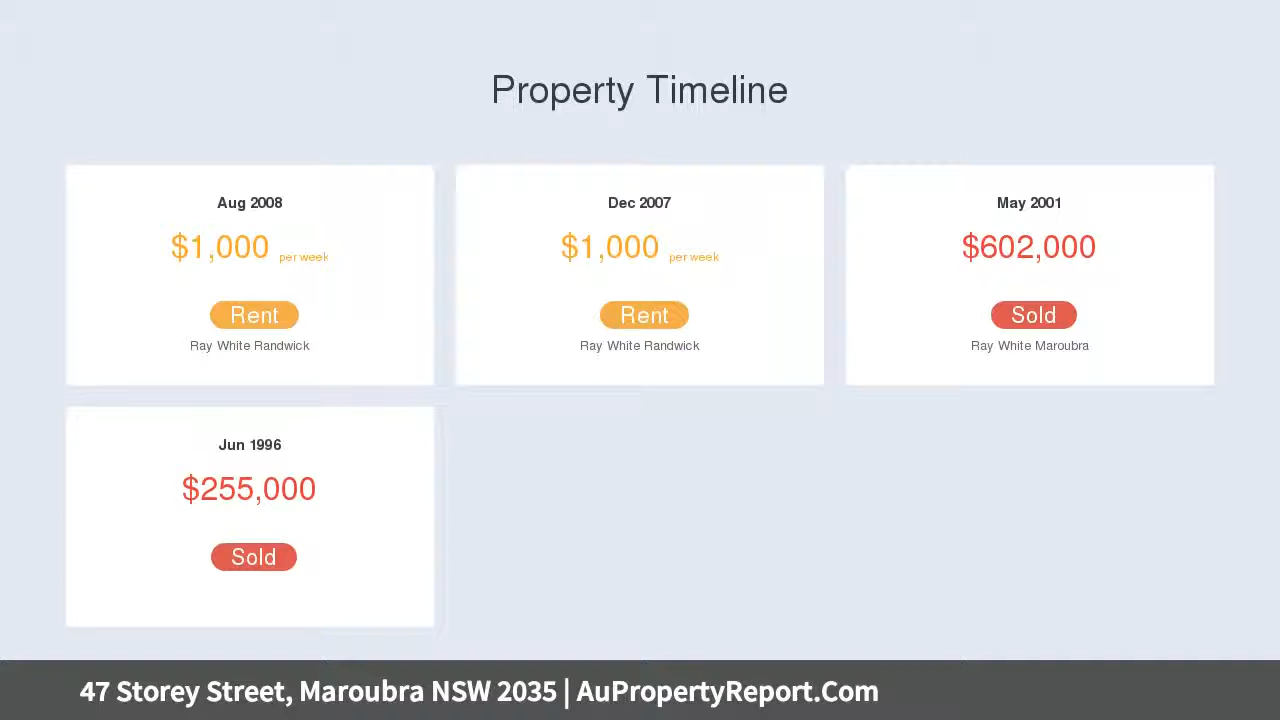 Property Timeline
Aug 2008
$1,000 per week
Rent
Ray White Randwick
Dec 2007
$1,000 per week
Rent
Ray White Randwick
May 2001
$602,000
Sold
Ray White Maroubra
Jun 1996
$255,000
Sold
47 Storey Street, Maroubra NSW 2035 | AuPropertyReport.Com